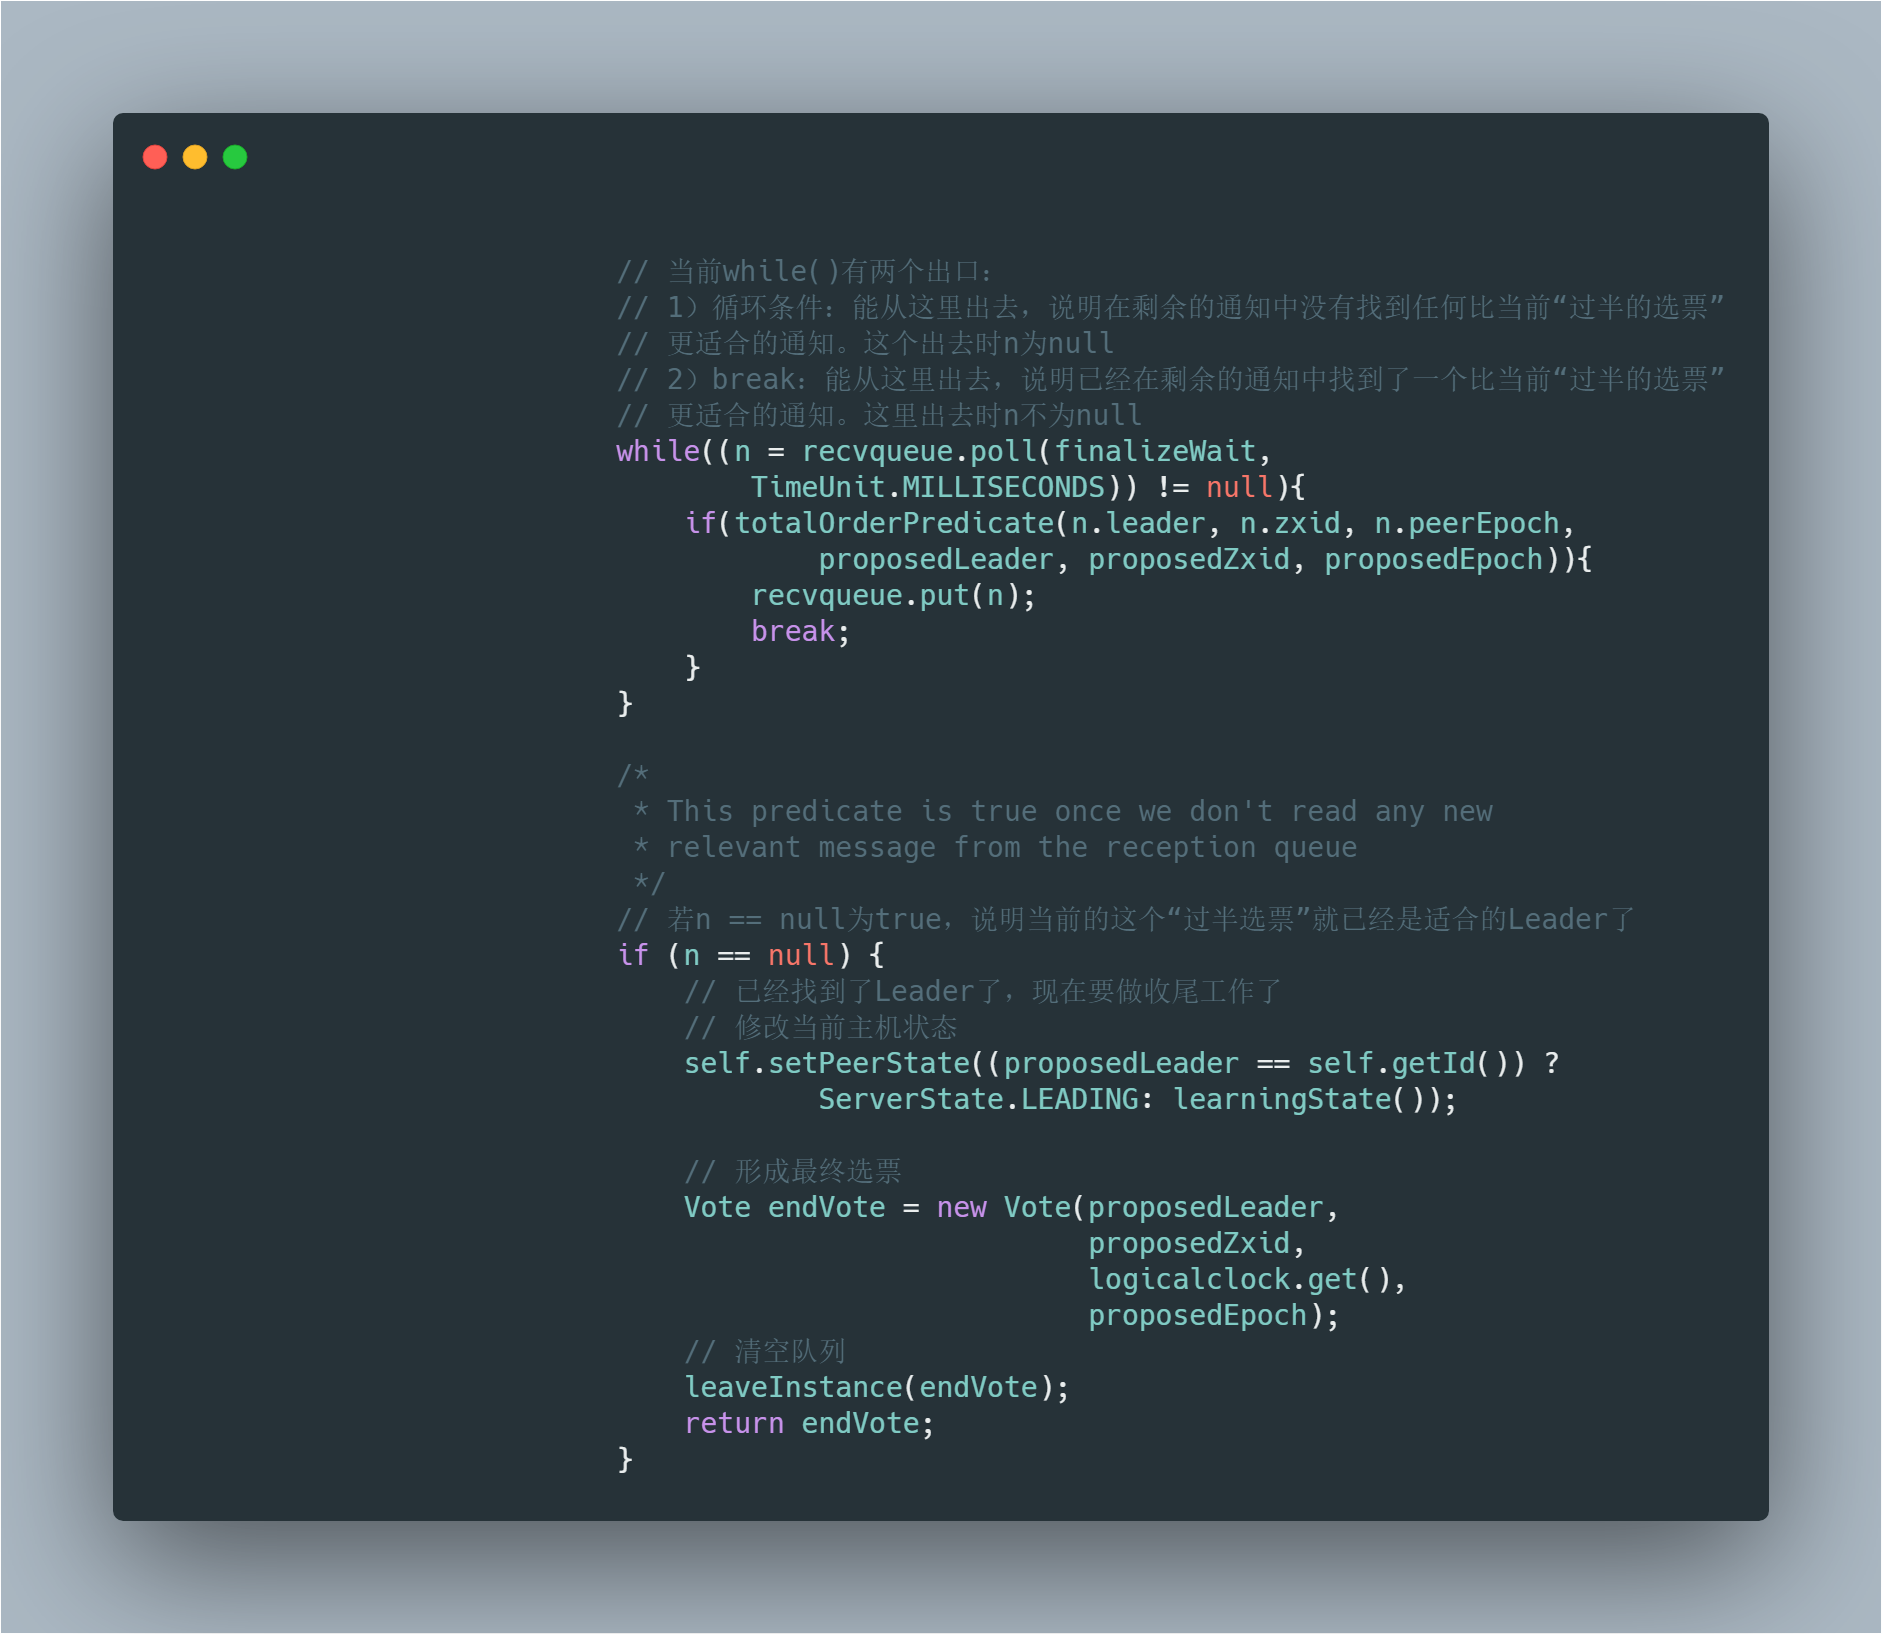 // 当前while()有两个出口：
// 1）循环条件：能从这里出去，说明在剩余的通知中没有找到任何比当前“过半的选票”
// 更适合的通知。这个出去时n为null
// 2）break：能从这里出去，说明已经在剩余的通知中找到了一个比当前“过半的选票”
// 更适合的通知。这里出去时n不为null
while((n = recvqueue.poll(finalizeWait,
TimeUnit.MILLISECONDS)) != null){
if(totalOrderPredicate(n.leader, n.zxid, n.peerEpoch,
proposedLeader, proposedZxid, proposedEpoch)){
recvqueue.put(n);
break;
}
}
/*
* This predicate is true once we don't read any new
* relevant message from the reception queue
*/
// 若n == null为true，说明当前的这个“过半选票”就已经是适合的Leader了
if (n == null) {
// 已经找到了Leader了，现在要做收尾工作了
// 修改当前主机状态
self.setPeerState((proposedLeader == self.getId()) ?
ServerState.LEADING: learningState());
// 形成最终选票
Vote endVote = new Vote(proposedLeader,
proposedZxid,
logicalclock.get(),
proposedEpoch);
// 清空队列
leaveInstance(endVote);
return endVote;
}